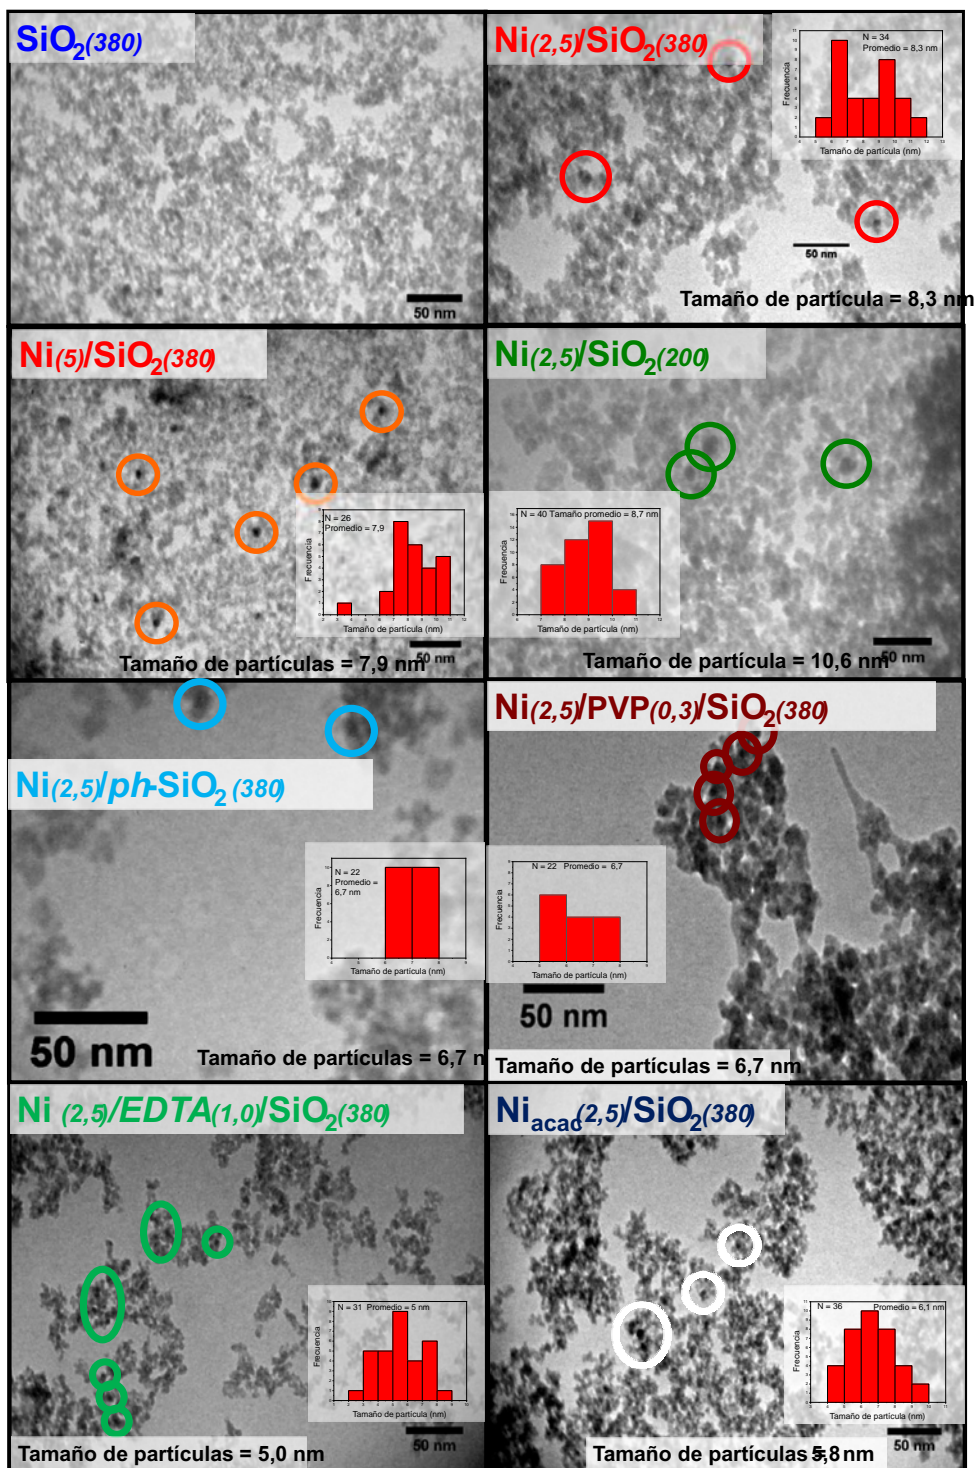 SiO2(380)
50 nm
Ni(2,5)/SiO2(380)
N = 34
Promedio = 8,3 nm
Frecuencia
Tamaño de partícula (nm)
50 nm
Tamaño de partícula = 8,3 nm
Ni(5)/SiO2(380)
N = 26
Promedio = 7,9
Frecuencia
Tamaño de partícula (nm)
50 nm
Tamaño de partículas = 7,9 nm
Ni(2,5)/SiO2(200)
N = 40 Tamaño promedio = 8,7 nm
Frecuencia
Tamaño de partícula (nm)
50 nm
Tamaño de partícula = 10,6 nm
Ni(2,5)/ph-SiO2 (380)
N = 22
Promedio =
6,7 nm
Frecuencia
Tamaño de partícula (nm)
50 nm
Tamaño de partículas = 6,7 n
Ni(2,5)/PVP(0,3)/SiO2(380)
N = 22 Promedio = 6,7
Frecuencia
Tamaño de partícula (nm)
50 nm
Tamaño de partículas = 6,7 nm
Ni (2,5)/EDTA(1,0)/SiO2(380)
N = 31 Promedio = 5 nm
Frecuencia
Tamaño de partícula (nm)
50 nm
Tamaño de partículas = 5,0 nm
Niacac(2,5)/SiO2(380)
N = 36 Promedio = 6,1 nm
Frecuencia
Tamaño de partícula (nm)
50 nm
Tamaño de partículas = 5,8 nm